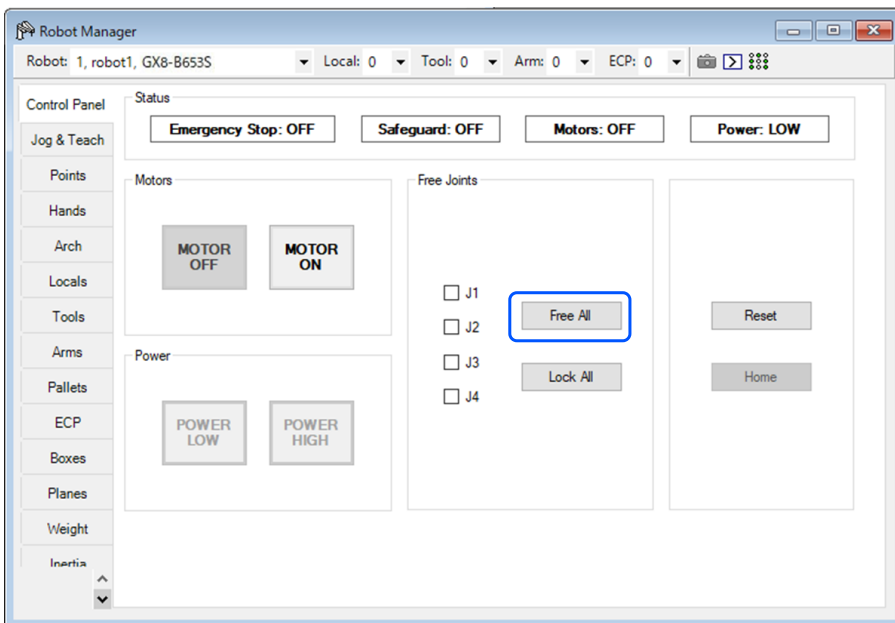 Robot Manager
Robot: 1, robot1, GX8-B653S Local: 0 Tool: 0 Arm: 0 ECP: 0
Control Panel
Jog & Teach
Points
Hands
Arch
Locals
Tools
Arms
Pallets
ECP
Boxes
Planes
Weight
Inertia
Status
Emergency Stop: OFF Safeguard: OFF Motors: OFF Power: LOW
Motors
MOTOR
OFF
MOTOR
ON
Power
POWER
LOW
POWER
HIGH
Free Joints
J1
J2
J3
J4
Free All
Lock All
Reset
Home